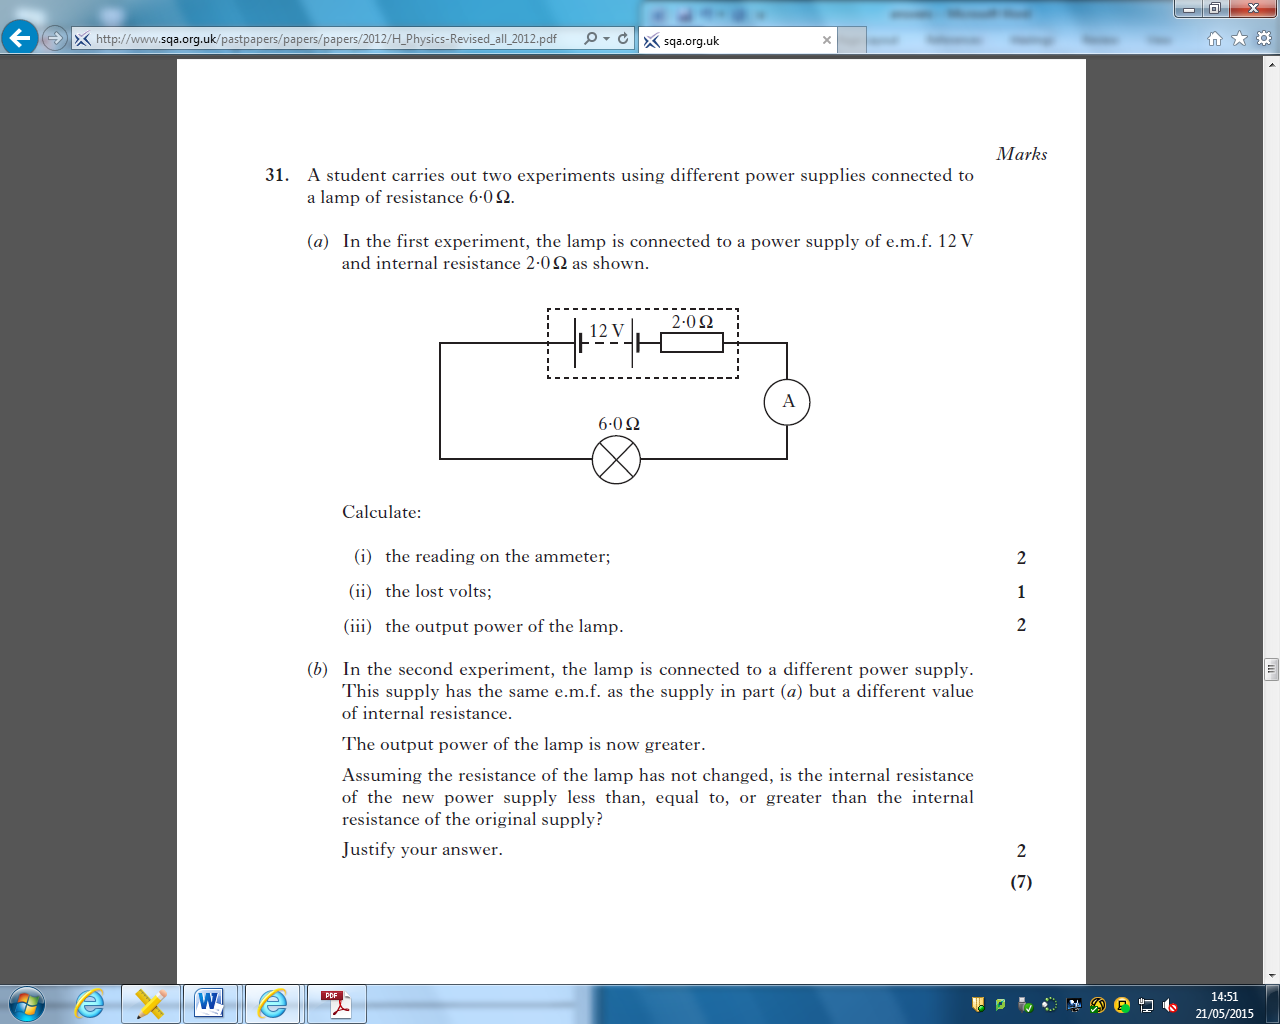 http://www.sqa.org.uk/pastpapers/papers/papers/2012/H_Physics-Revised_all_2012.pdf
sqa.org.uk
Marks
31. A student carries out two experiments using different power supplies connected to
a lamp of resistance 6·0 Ω.
(a) In the first experiment, the lamp is connected to a power supply of e.m.f. 12 V
and internal resistance 2·0 Ω as shown.
12 V
2·0 Ω
A
6·0 Ω
Calculate:
(i) the reading on the ammeter; 2
(ii) the lost volts; 1
(iii) the output power of the lamp. 2
(b) In the second experiment, the lamp is connected to a different power supply.
This supply has the same e.m.f. as the supply in part (a) but a different value
of internal resistance.
The output power of the lamp is now greater.
Assuming the resistance of the lamp has not changed, is the internal resistance
of the new power supply less than, equal to, or greater than the internal
resistance of the original supply?
Justify your answer. 2
(7)
PDF
14:51
21/05/2015